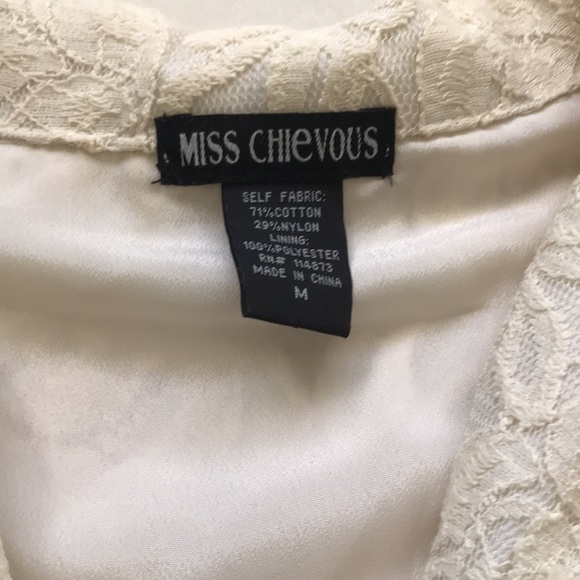 MISS CHIeVOUS
SELF FABRIC:
71%COTTON
29%NYLON
LINING:
100%POLYESTER
RN# 114873
MADE IN CHINA
M